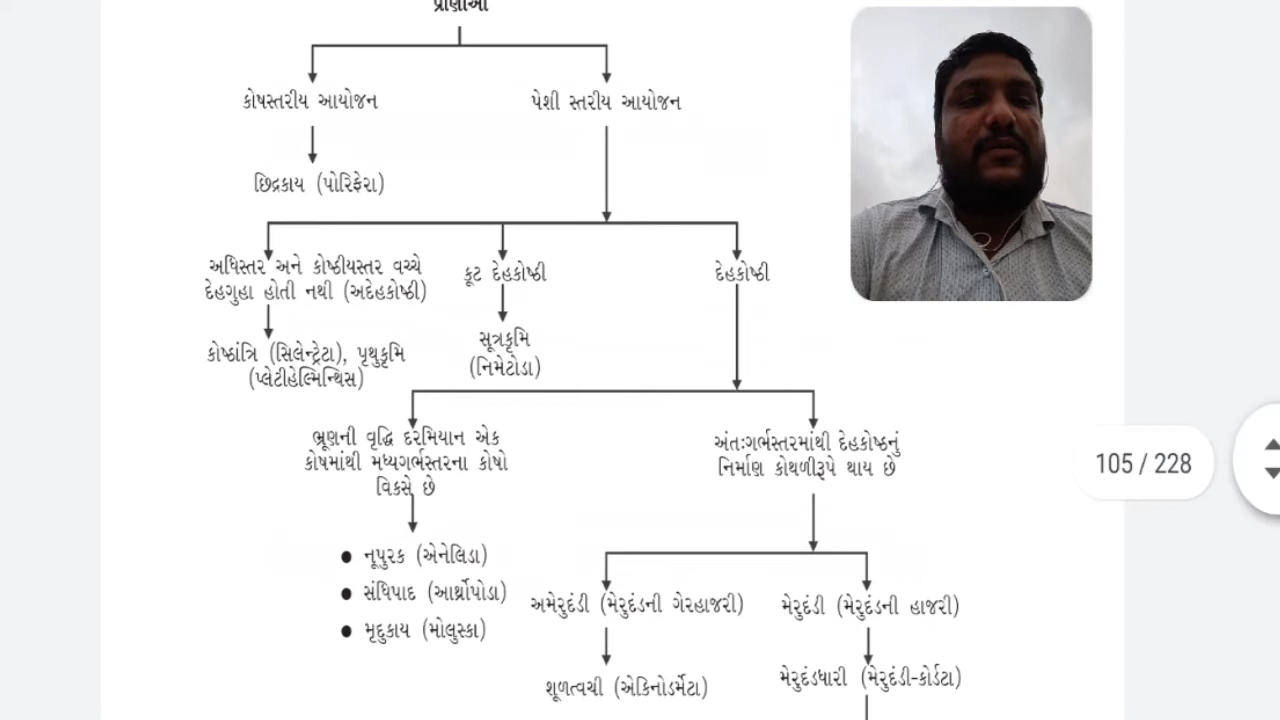 પ્રાણીઓ
કોષસ્તરીય આયોજન
પેશી સ્તરીય આયોજન
છિદ્રકાય (પોરિફેરા)
અધિસ્તર અને કોષ્ઠીયસ્તર વચ્ચે
દેહગુહા હોતી નથી (અદેહકોષ્ઠી)
કૂટ દેહકોષ્ઠી
દેહકોષ્ઠી
કોષ્ઠાંત્રિ (સિલેન્ટ્રેટા), પૃથુકૃમિ
(પ્લેટીહેલ્મિન્થિસ)
સૂત્રકૃમિ
(નિમેટોડા)
ભ્રૂણની વૃદ્ધિ દરમિયાન એક
કોષમાંથી મધ્યગર્ભસ્તરના કોષો
વિકસે છે
અંતઃગર્ભસ્તરમાંથી દેહકોષ્ઠનું
નિર્માણ કોથળીરૂપે થાય છે
105 / 228
● નૂપુરક (એનેલિડા)
● સંધિપાદ (આર્થ્રોપોડા)
● મૃદુકાય (મોલુસ્કા)
અમેરુદંડી (મેરુદંડની ગેરહાજરી)
મેરુદંડી (મેરુદંડની હાજરી)
શૂળત્વચી (એકિનોડર્મેટા)
મેરુદંડધારી (મેરુદંડી-કોર્ડટા)